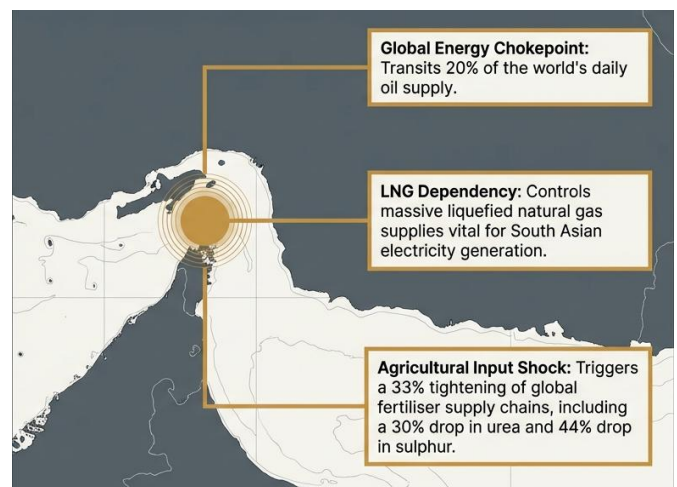 Global Energy Chokepoint:
Transits 20% of the world's daily
oil supply.
LNG Dependency: Controls
massive liquefied natural gas
supplies vital for South Asian
electricity generation.
Agricultural Input Shock: Triggers
a 33% tightening of global
fertiliser supply chains, including
a 30% drop in urea and 44% drop
in sulphur.